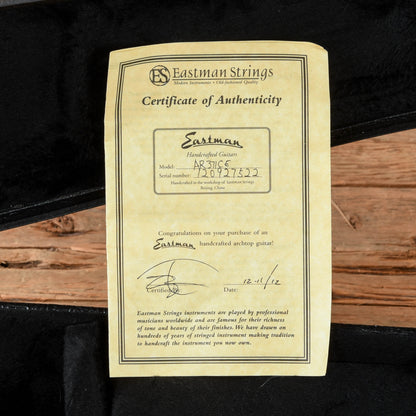 ES Eastman Strings
Modern Instruments • Old-fashioned Quality
Certificate of Authenticity
Eastman
Handcrafted Guitars
Model: AR371CE
Serial number: 120927522
Handcrafted in the workshop of Eastman Strings
Beijing, China
Congratulations on your purchase of an
Eastman handcrafted archtop guitar!
Certified by: Date: 12-11/12
Eastman Strings instruments are played by professional
musicians worldwide and are famous for their richness
of tone and beauty of their finishes. We have drawn on
hundreds of years of stringed instrument making tradition
to handcraft the instrument you now own.